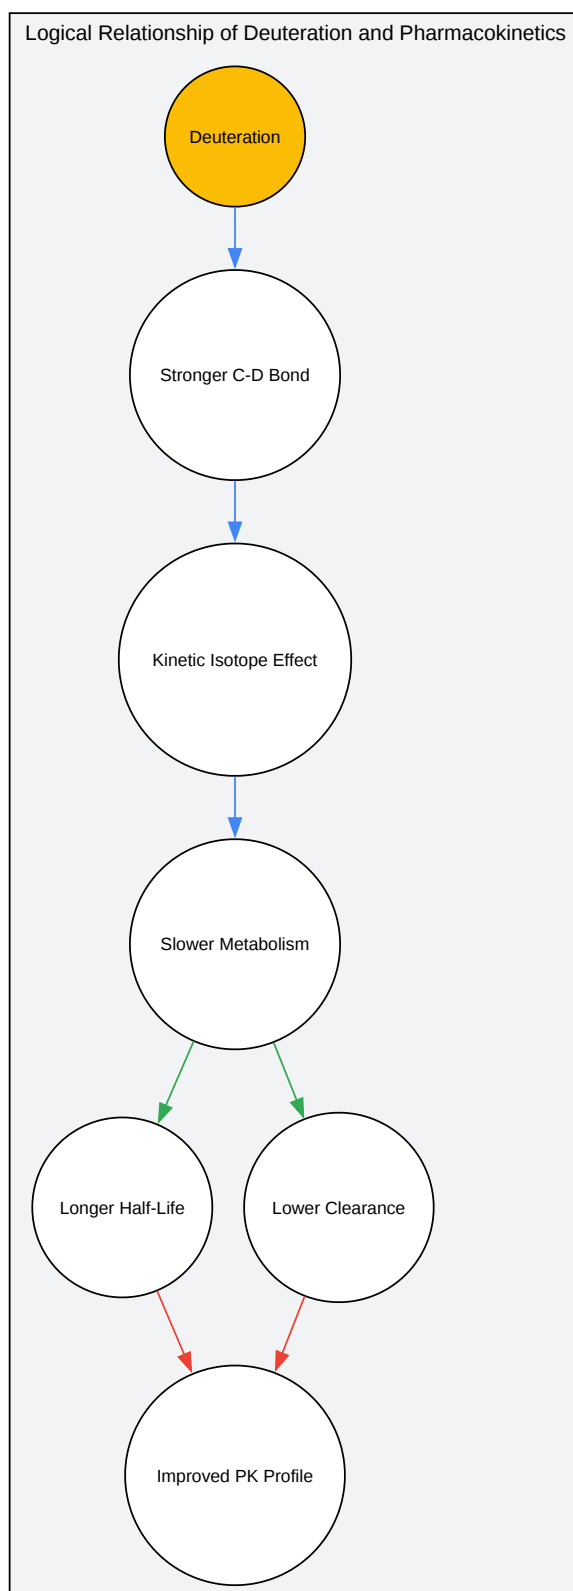 Logical Relationship of Deuteration and Pharmacokinetics
Deuteration
Stronger C-D Bond
Kinetic Isotope Effect
Slower Metabolism
Longer Half-Life
Lower Clearance
Improved PK Profile